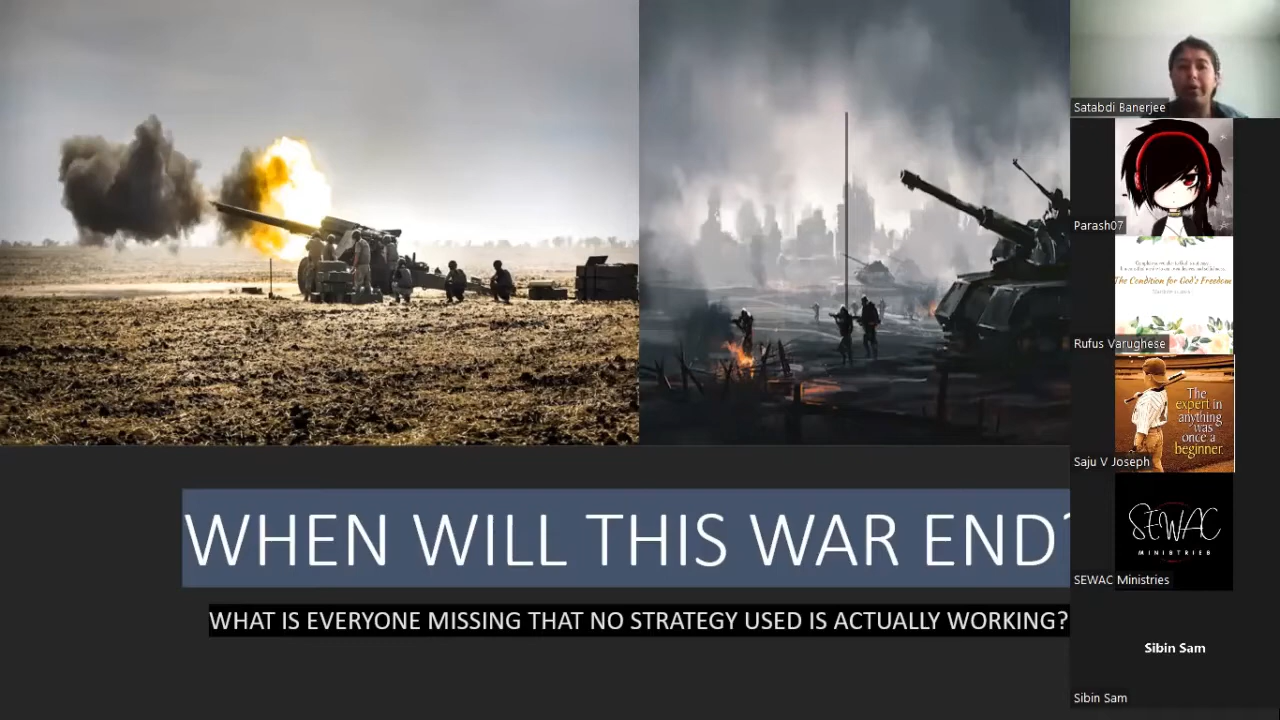 WHEN WILL THIS WAR END?
WHAT IS EVERYONE MISSING THAT NO STRATEGY USED IS ACTUALLY WORKING?
Satabdi Banerjee
Parash07
The Condition for God's Freedom
Rufus Varughese
The
expert in
anything
was
once a
beginner.
Saju V Joseph
SEWAC
MINISTRIES
SEWAC Ministries
Sibin Sam
Sibin Sam